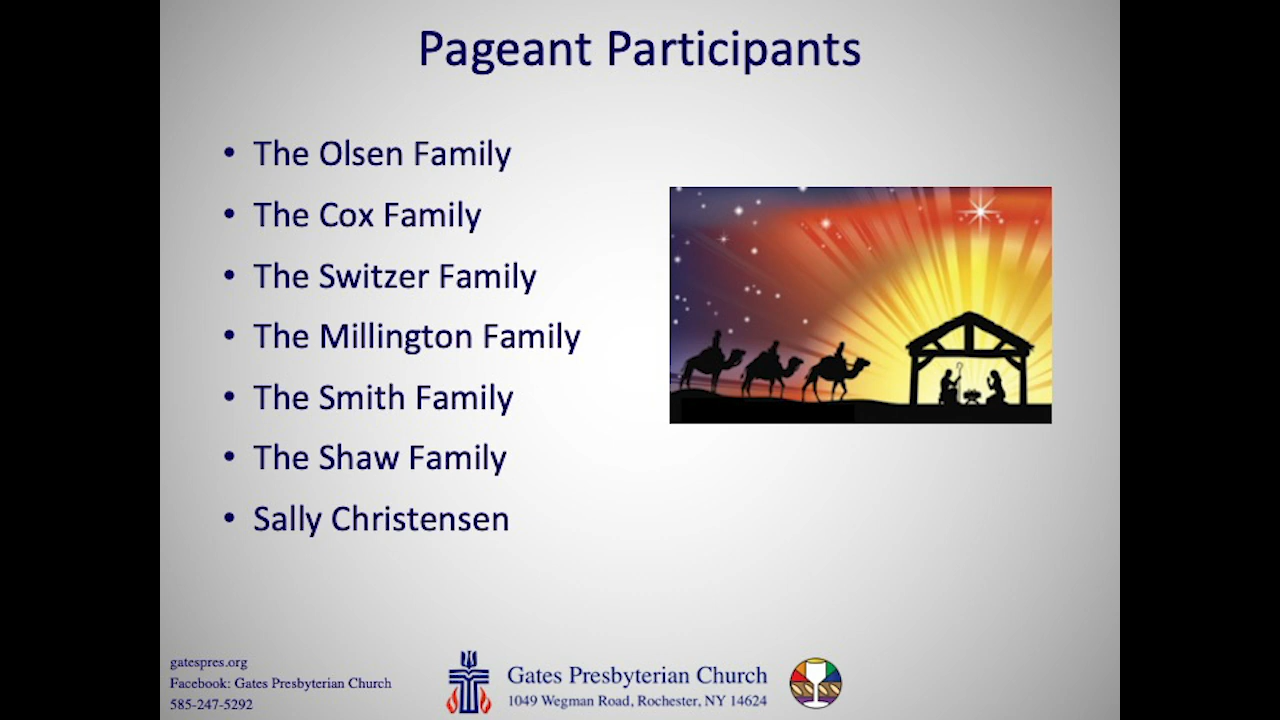 Pageant Participants
• The Olsen Family
• The Cox Family
• The Switzer Family
• The Millington Family
• The Smith Family
• The Shaw Family
• Sally Christensen
gatespres.org
Facebook: Gates Presbyterian Church
585-247-5292
Gates Presbyterian Church
1049 Wegman Road, Rochester, NY 14624